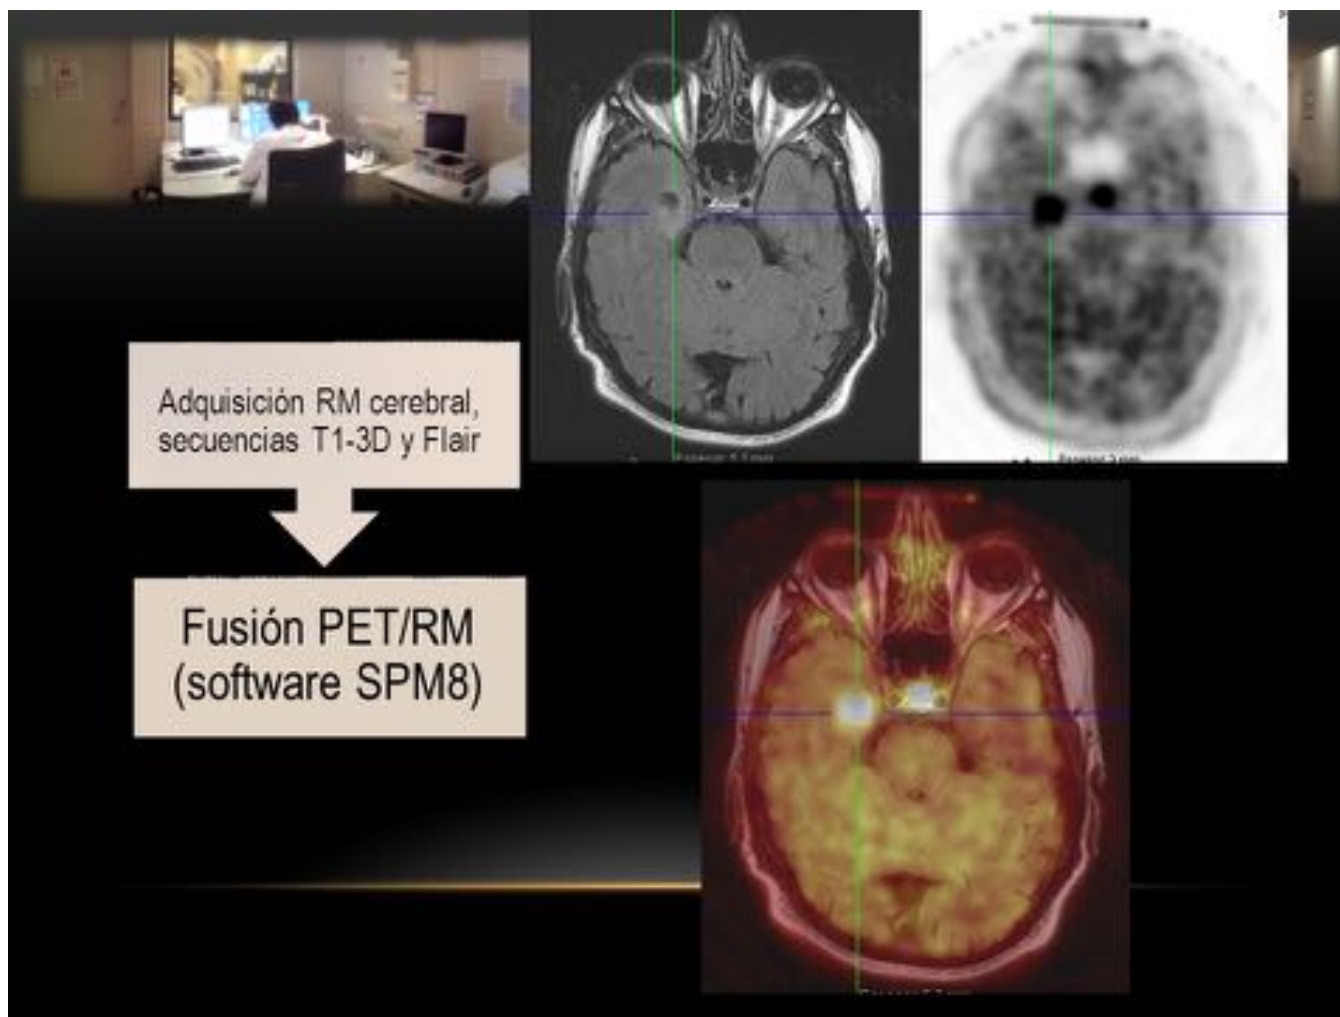 Adquisición RM cerebral,
secuencias T1-3D y Flair
Fusión PET/RM
(software SPM8)